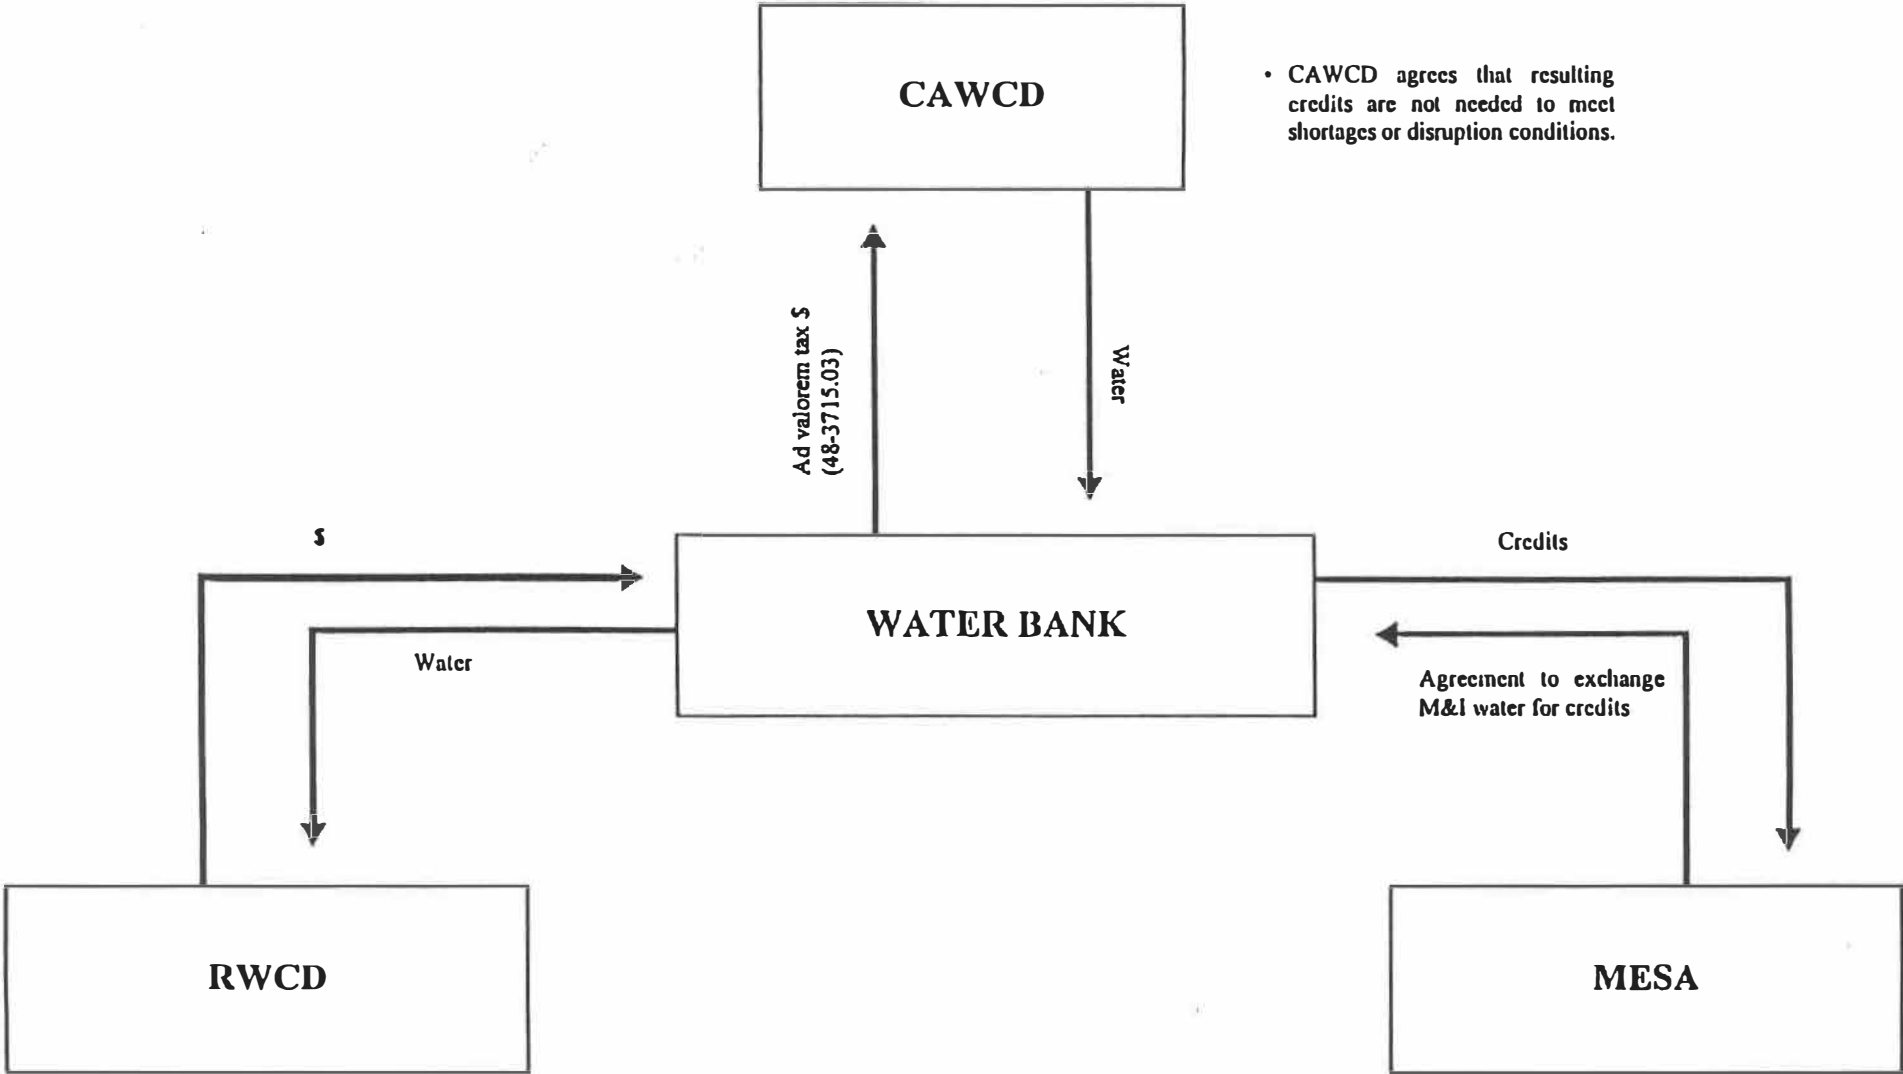 CAWCD
• CAWCD agrees that resulting
credits are not needed to meet
shortages or disruption conditions.
Ad valorem tax $
(48-3715.03)
Water
$
Credits
WATER BANK
Water
Agreement to exchange
M&I water for credits
RWCD
MESA